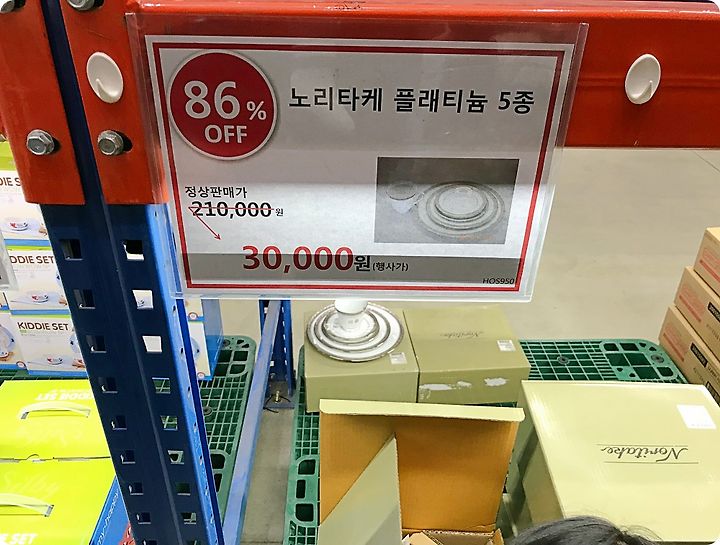 86%
OFF
노리타케 플래티늄 5종
정상판매가
210,000원
30,000원(행사가)
HOS950
KIDDIE SET
KIDDIE SET
Noritake
Noritake